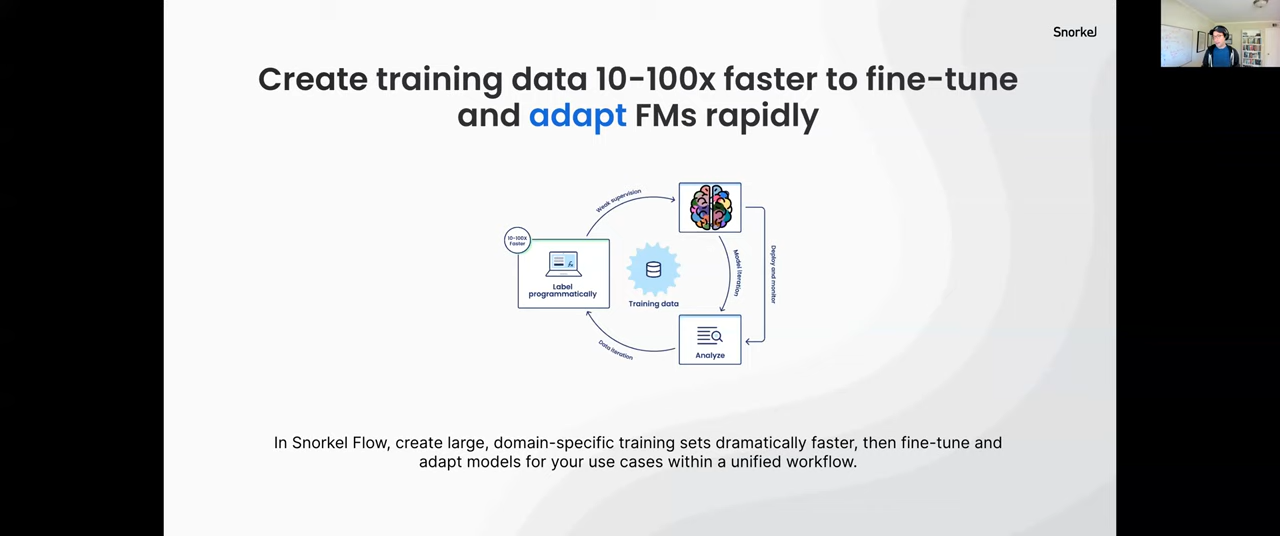 Snorkel
Create training data 10-100x faster to fine-tune
and adapt FMs rapidly
Weak supervision
10-100X
Faster
Label
programmatically
Training data
Model iteration
Deploy and monitor
Analyze
Data iteration
In Snorkel Flow, create large, domain-specific training sets dramatically faster, then fine-tune and
adapt models for your use cases within a unified workflow.